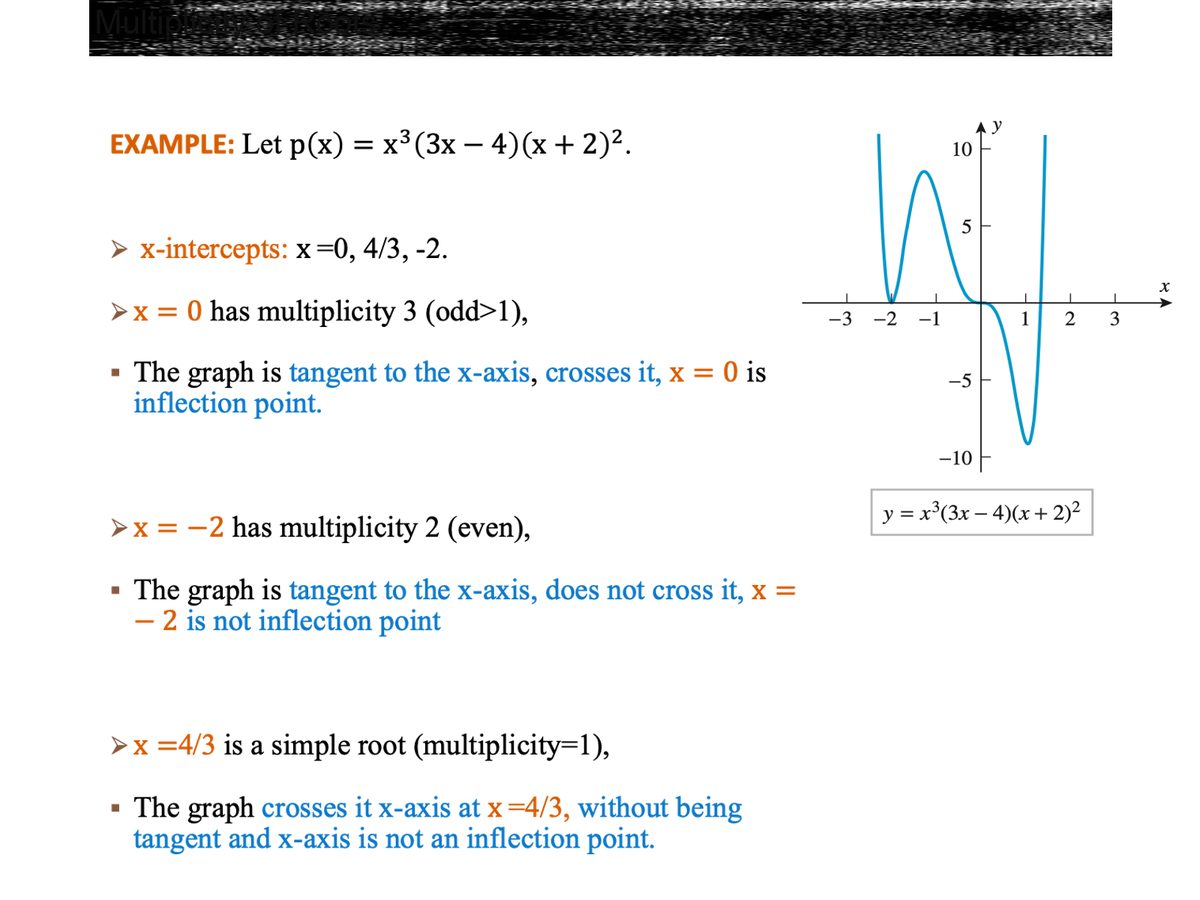 EXAMPLE: Let p(x) = x³(3x − 4)(x + 2)².
➢ x-intercepts: x =0, 4/3, -2.
➢ x = 0 has multiplicity 3 (odd>1),
▪ The graph is tangent to the x-axis, crosses it, x = 0 is
inflection point.
➢ x = −2 has multiplicity 2 (even),
▪ The graph is tangent to the x-axis, does not cross it, x =
− 2 is not inflection point
➢ x =4/3 is a simple root (multiplicity=1),
▪ The graph crosses it x-axis at x =4/3, without being
tangent and x-axis is not an inflection point.
y
10
5
x
−3 −2 −1 1 2 3
−5
−10
y = x³(3x − 4)(x + 2)²